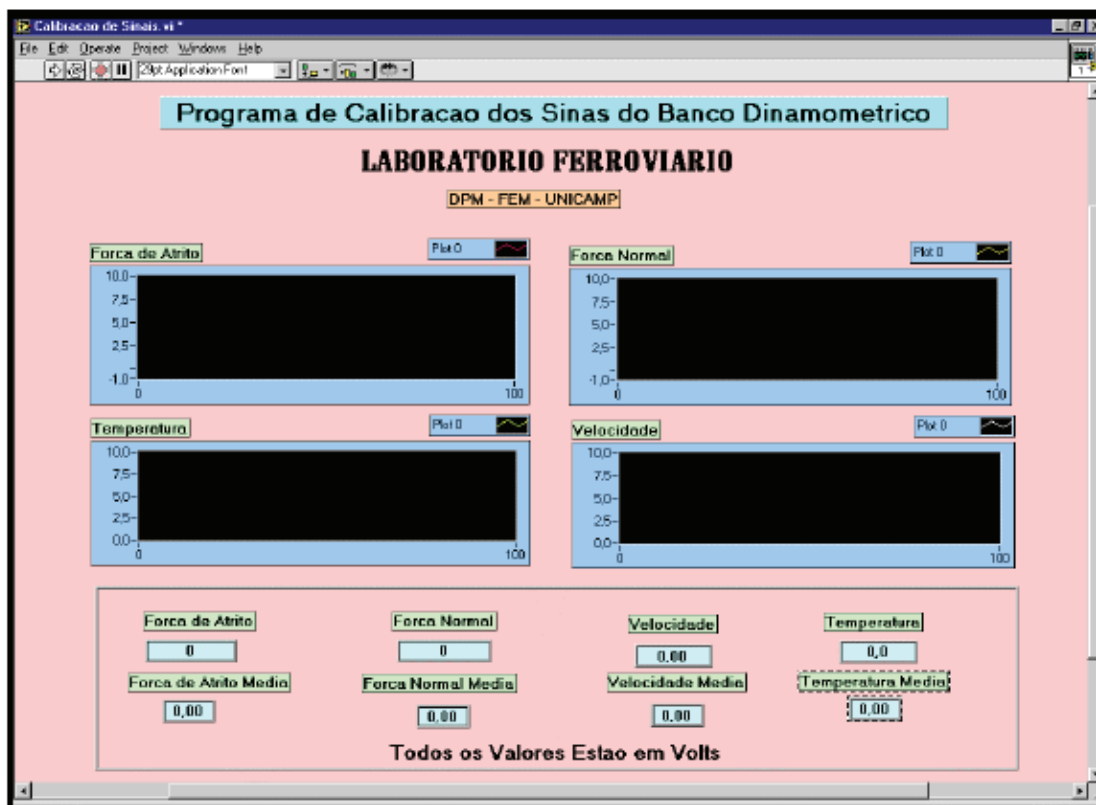 Calibracao de Sinais.vi *
File Edit Operate Project Windows Help
29pt Application Font
1
Programa de Calibracao dos Sinas do Banco Dinamometrico
LABORATORIO FERROVIARIO
DPM - FEM - UNICAMP
Forca de Atrito Plot 0
10.0
7,5
5,0
2,5
-1.0
0 100
Forca Normal Plot 0
10,0
7,5
5,0
2,5
-1,0
0 100
Temperatura Plot 0
10.0
7,5
5,0
2,5
0.0
0 100
Velocidade Plot 0
10,0
7,5
5,0
2,5
0,0
0 100
Forca de Atrito Forca Normal Velocidade Temperatura
0 0 0.00 0,0
Forca de Atrito Media Forca Normal Media Velocidade Media Temperatura Media
0,00 0,00 0.00 0,00
Todos os Valores Estao em Volts